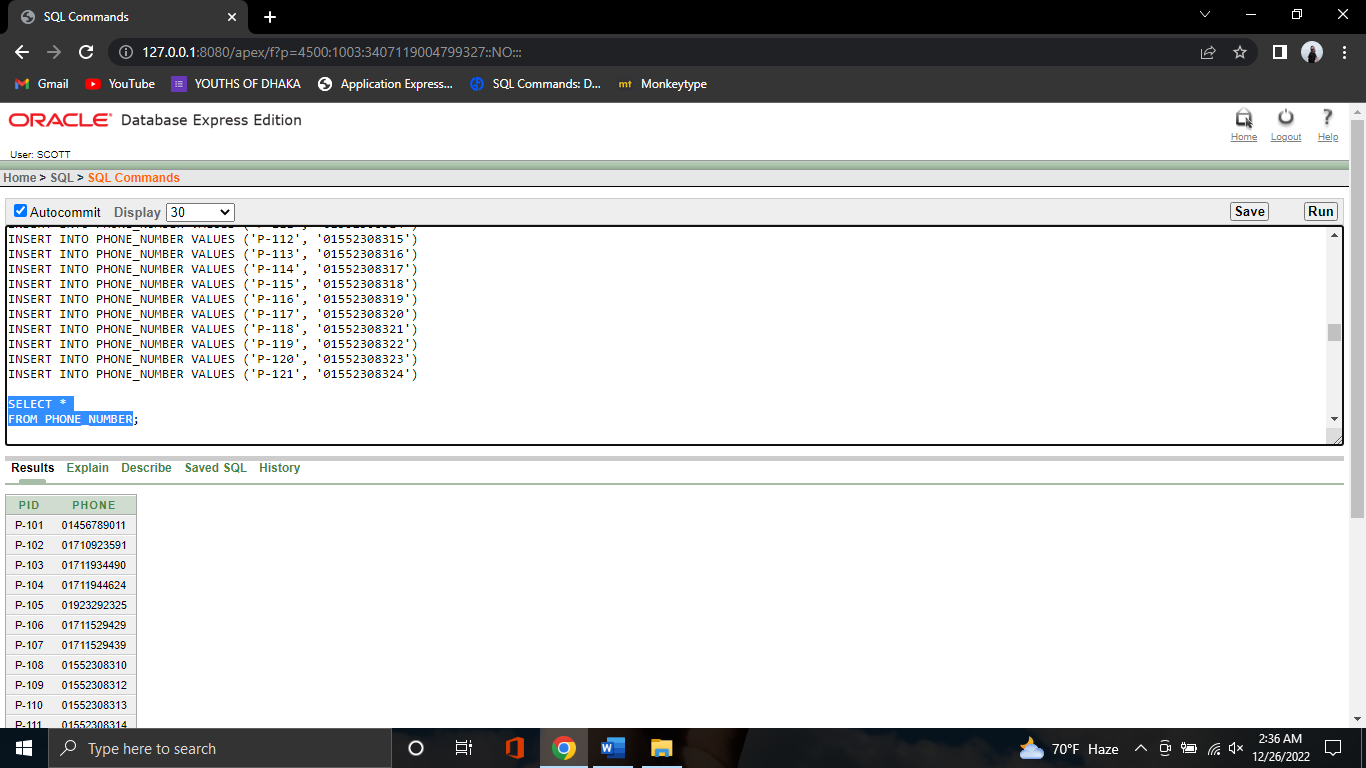 SQL Commands
127.0.0.1:8080/apex/f?p=4500:1003:3407119004799327::NO:::
Gmail YouTube YOUTHS OF DHAKA Application Express... SQL Commands: D... mt Monkeytype
ORACLE Database Express Edition
Home Logout Help
User: SCOTT
Home > SQL > SQL Commands
Autocommit Display 30 Save Run
INSERT INTO PHONE_NUMBER VALUES ('P-112', '01552308315')
INSERT INTO PHONE_NUMBER VALUES ('P-113', '01552308316')
INSERT INTO PHONE_NUMBER VALUES ('P-114', '01552308317')
INSERT INTO PHONE_NUMBER VALUES ('P-115', '01552308318')
INSERT INTO PHONE_NUMBER VALUES ('P-116', '01552308319')
INSERT INTO PHONE_NUMBER VALUES ('P-117', '01552308320')
INSERT INTO PHONE_NUMBER VALUES ('P-118', '01552308321')
INSERT INTO PHONE_NUMBER VALUES ('P-119', '01552308322')
INSERT INTO PHONE_NUMBER VALUES ('P-120', '01552308323')
INSERT INTO PHONE_NUMBER VALUES ('P-121', '01552308324')
SELECT *
FROM PHONE_NUMBER;
Results Explain Describe Saved SQL History
PID PHONE
P-101 01456789011
P-102 01710923591
P-103 01711934490
P-104 01711944624
P-105 01923292325
P-106 01711529429
P-107 01711529439
P-108 01552308310
P-109 01552308312
P-110 01552308313
P-111 01552308314
Type here to search
70°F Haze
2:36 AM
12/26/2022